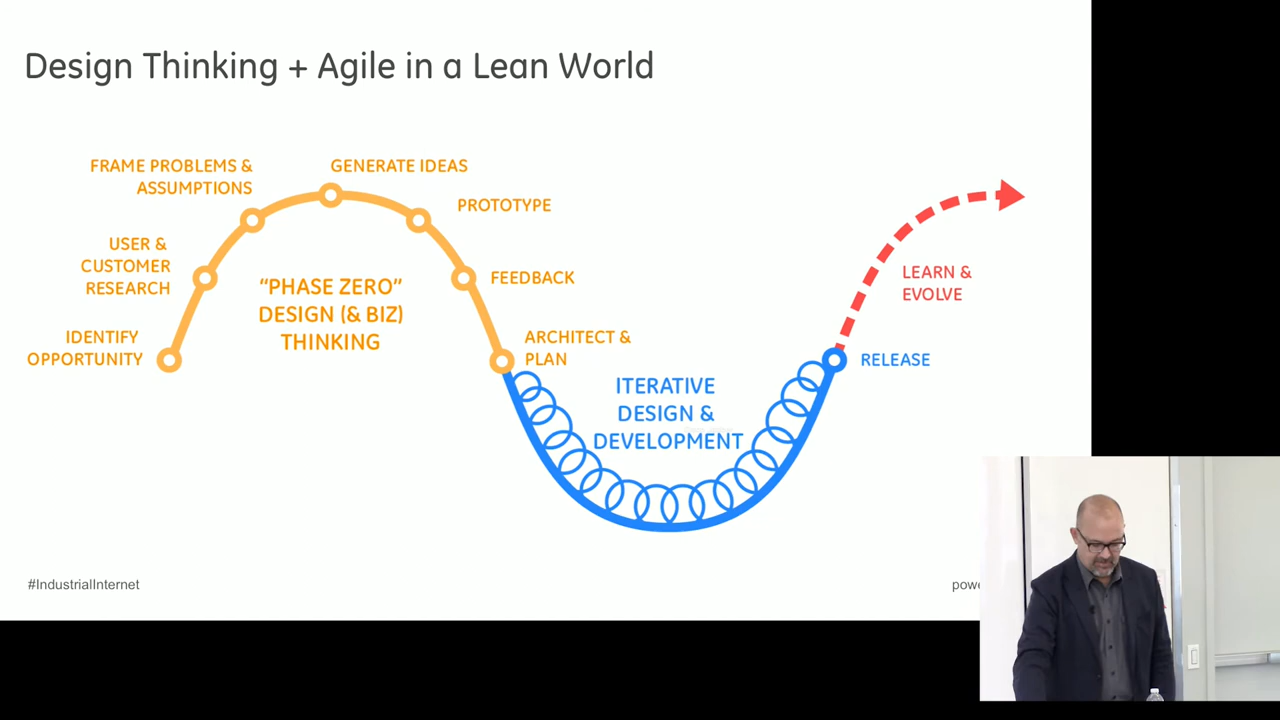 Design Thinking + Agile in a Lean World
FRAME PROBLEMS &
ASSUMPTIONS
GENERATE IDEAS
PROTOTYPE
USER &
CUSTOMER
RESEARCH
"PHASE ZERO"
DESIGN (& BIZ)
THINKING
FEEDBACK
IDENTIFY
OPPORTUNITY
ARCHITECT &
PLAN
ITERATIVE
DESIGN &
DEVELOPMENT
RELEASE
LEARN &
EVOLVE
#IndustrialInternet